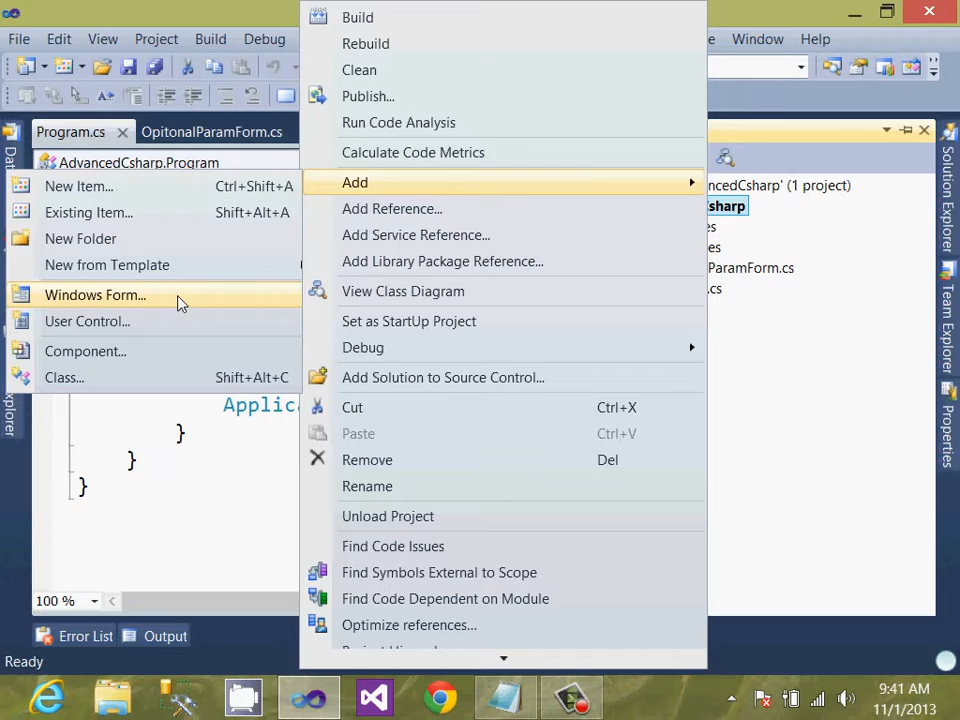 File Edit View Project Build Debug Window Help
Program.cs OpitonalParamForm.cs
AdvancedCsharp.Program
New Item... Ctrl+Shift+A
Existing Item... Shift+Alt+A
New Folder
New from Template
Windows Form...
User Control...
Component...
Class... Shift+Alt+C
Applica
}
}
}
100 %
Error List Output
Ready
Build
Rebuild
Clean
Publish...
Run Code Analysis
Calculate Code Metrics
Add
Add Reference...
Add Service Reference...
Add Library Package Reference...
View Class Diagram
Set as StartUp Project
Debug
Add Solution to Source Control...
Cut Ctrl+X
Paste Ctrl+V
Remove Del
Rename
Unload Project
Find Code Issues
Find Symbols External to Scope
Find Code Dependent on Module
Optimize references...
ncedCsharp' (1 project)
sharp
es
es
ParamForm.cs
.cs
Solution Explorer
Team Explorer
Properties
9:41 AM
11/1/2013